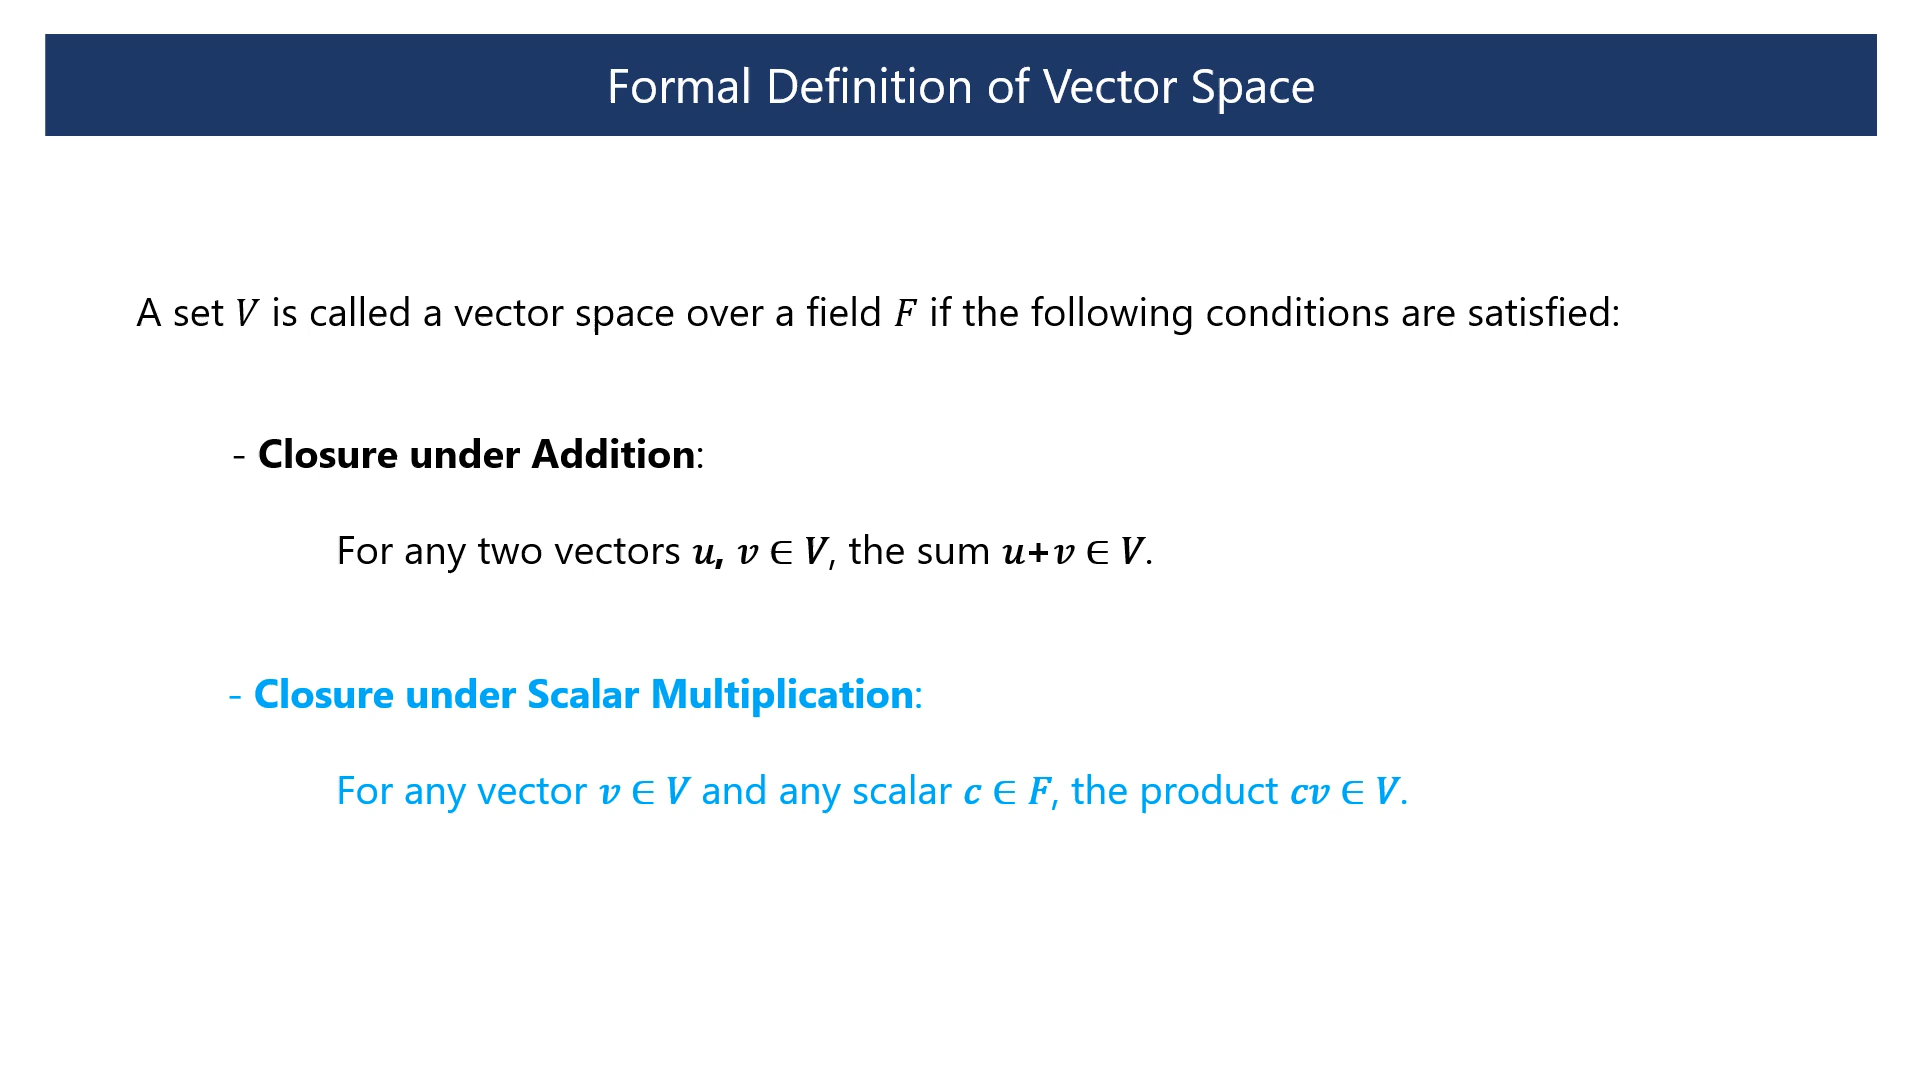 Formal Definition of Vector Space
A set V is called a vector space over a field F if the following conditions are satisfied:
- Closure under Addition:
For any two vectors u, v ∈ V, the sum u+v ∈ V.
- Closure under Scalar Multiplication:
For any vector v ∈ V and any scalar c ∈ F, the product cv ∈ V.